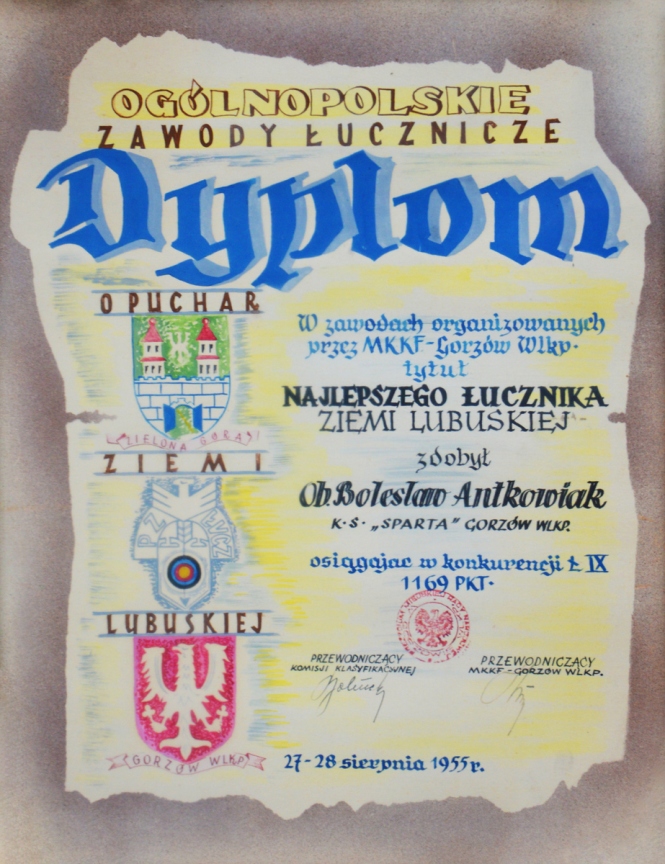 OGÓLNOPOLSKIE
ZAWODY ŁUCZNICZE
Dyplom
O PUCHAR
ZIELONA GÓRA
ZIEMI
PZ ŁUCZ
LUBUSKIEJ
GORZÓW WLKP.
W zawodach organizowanych
przez MKKF-Gorzów Wlkp.
tytuł
NAJLEPSZEGO ŁUCZNIKA
ZIEMI LUBUSKIEJ
zdobył
Ob. Bolesław Antkowiak
K.S. „SPARTA" GORZÓW WLKP.
osiągając w konkurencji Ł IX
1169 PKT.
PRZEWODNICZĄCY
KOMISJI KLASYFIKACYJNEJ
PRZEWODNICZĄCY
MKKF-GORZÓW WLKP.
27-28 sierpnia 1955 r.